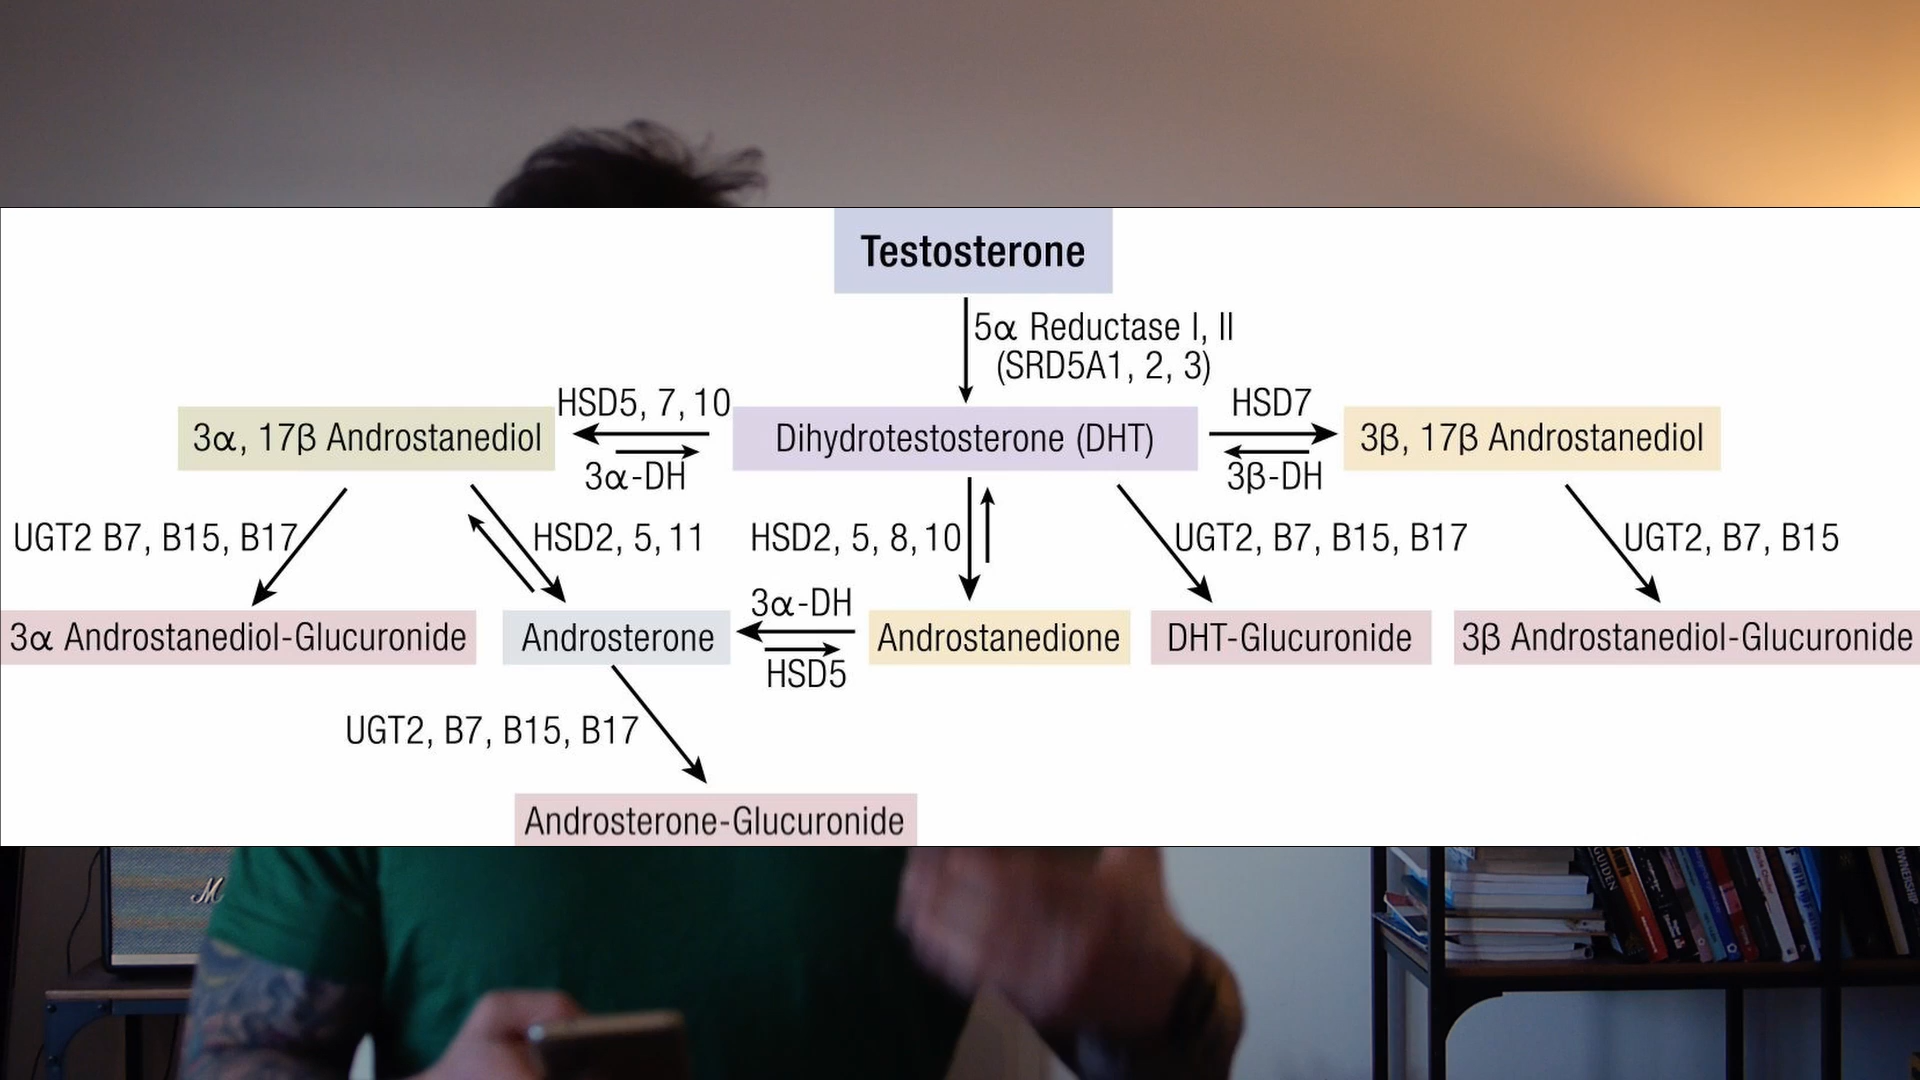 Testosterone
5α Reductase I, II
(SRD5A1, 2, 3)
HSD5, 7, 10
HSD7
3α, 17β Androstanediol
Dihydrotestosterone (DHT)
3β, 17β Androstanediol
3α-DH
3β-DH
UGT2 B7, B15, B17
HSD2, 5, 11
HSD2, 5, 8, 10
UGT2, B7, B15, B17
UGT2, B7, B15
3α-DH
3α Androstanediol-Glucuronide
Androsterone
Androstanedione
DHT-Glucuronide
3β Androstanediol-Glucuronide
HSD5
UGT2, B7, B15, B17
Androsterone-Glucuronide
M
GUIDEN
OWNERSHIP